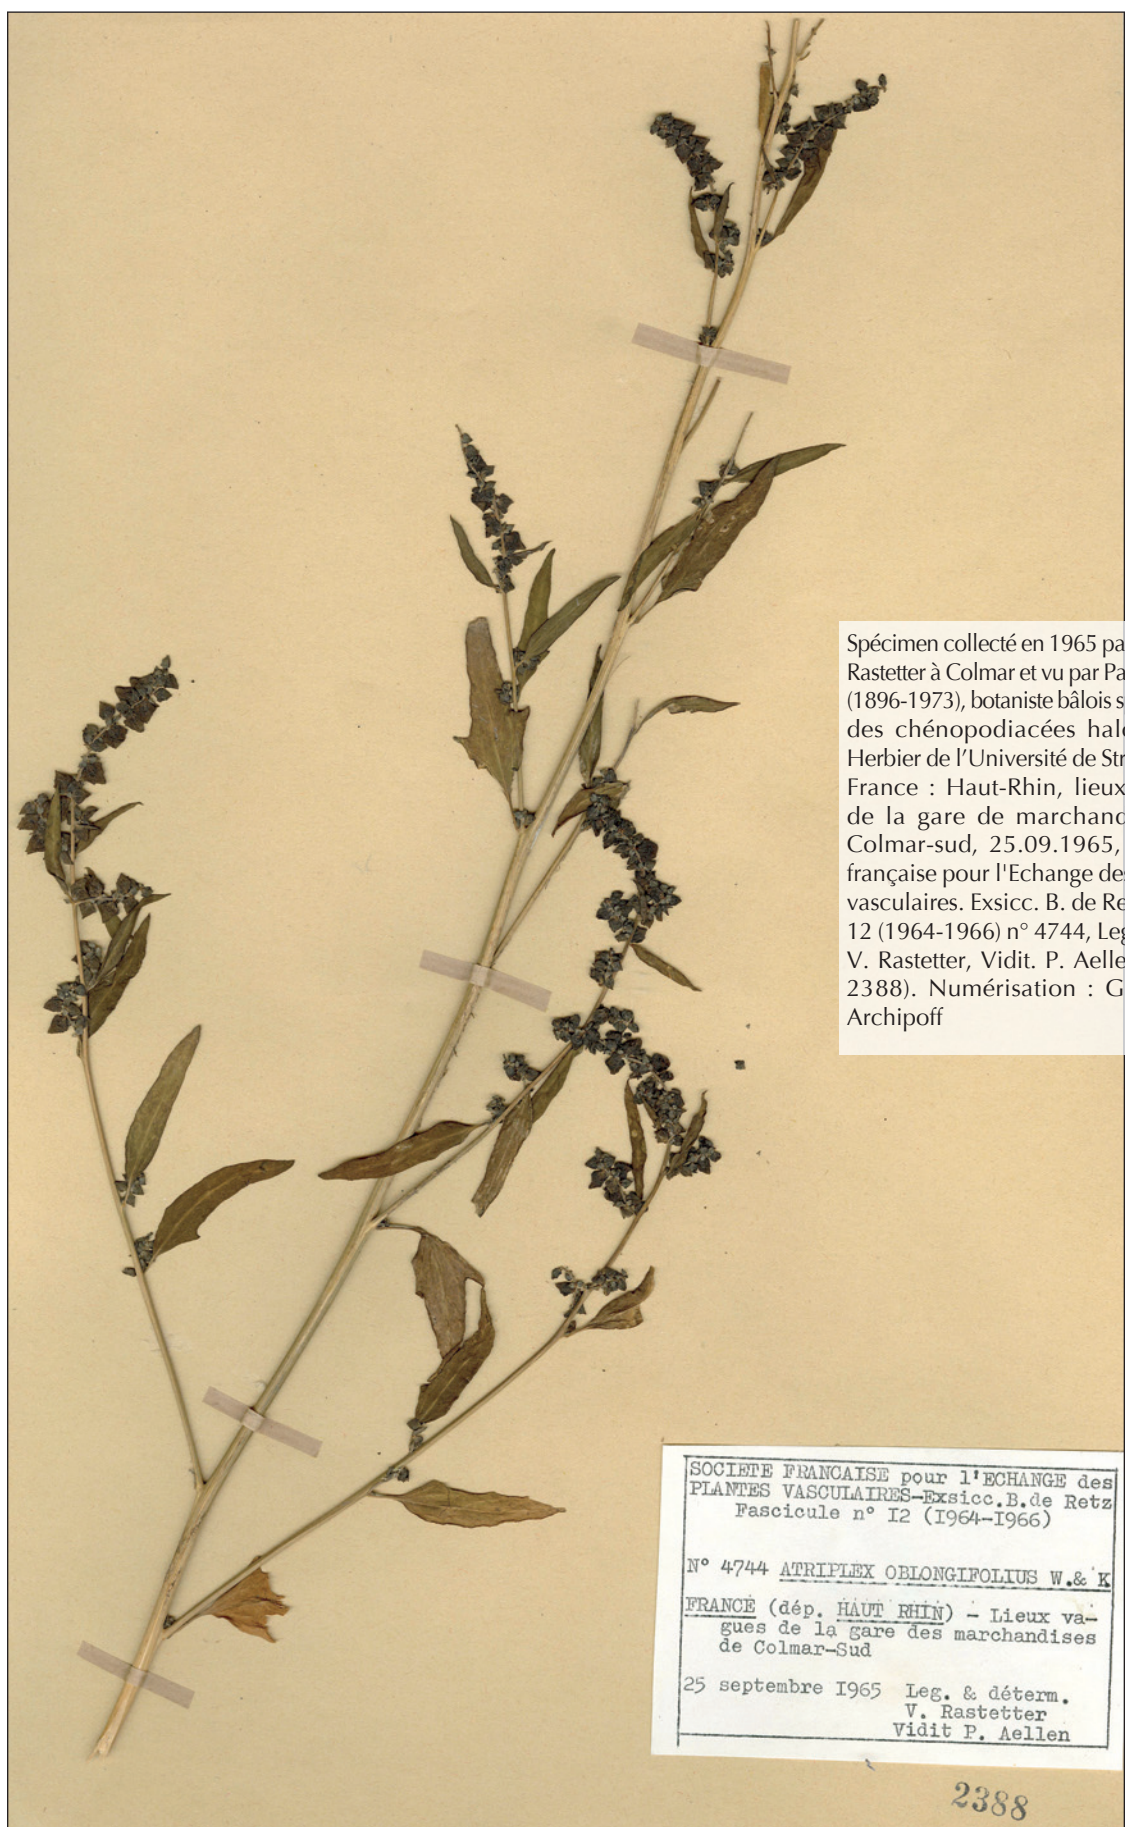 Spécimen collecté en 1965 pa
Rastetter à Colmar et vu par Pa
(1896-1973), botaniste bâlois s
des chénopodiacées halo
Herbier de l'Université de Str
France : Haut-Rhin, lieux
de la gare de marchand
Colmar-sud, 25.09.1965,
française pour l'Echange des
vasculaires. Exsicc. B. de Re
12 (1964-1966) n° 4744, Leg
V. Rastetter, Vidit. P. Aelle
2388). Numérisation : G
Archipoff
SOCIETE FRANCAISE pour l'ECHANGE des
PLANTES VASCULAIRES-Exsicc.B.de Retz
Fascicule n° I2 (I964-I966)
N° 4744 ATRIPLEX OBLONGIFOLIUS W.& K
FRANCE (dép. HAUT RHIN) - Lieux va-
gues de la gare des marchandises
de Colmar-Sud
25 septembre I965 Leg. & déterm.
V. Rastetter
Vidit P. Aellen
2388